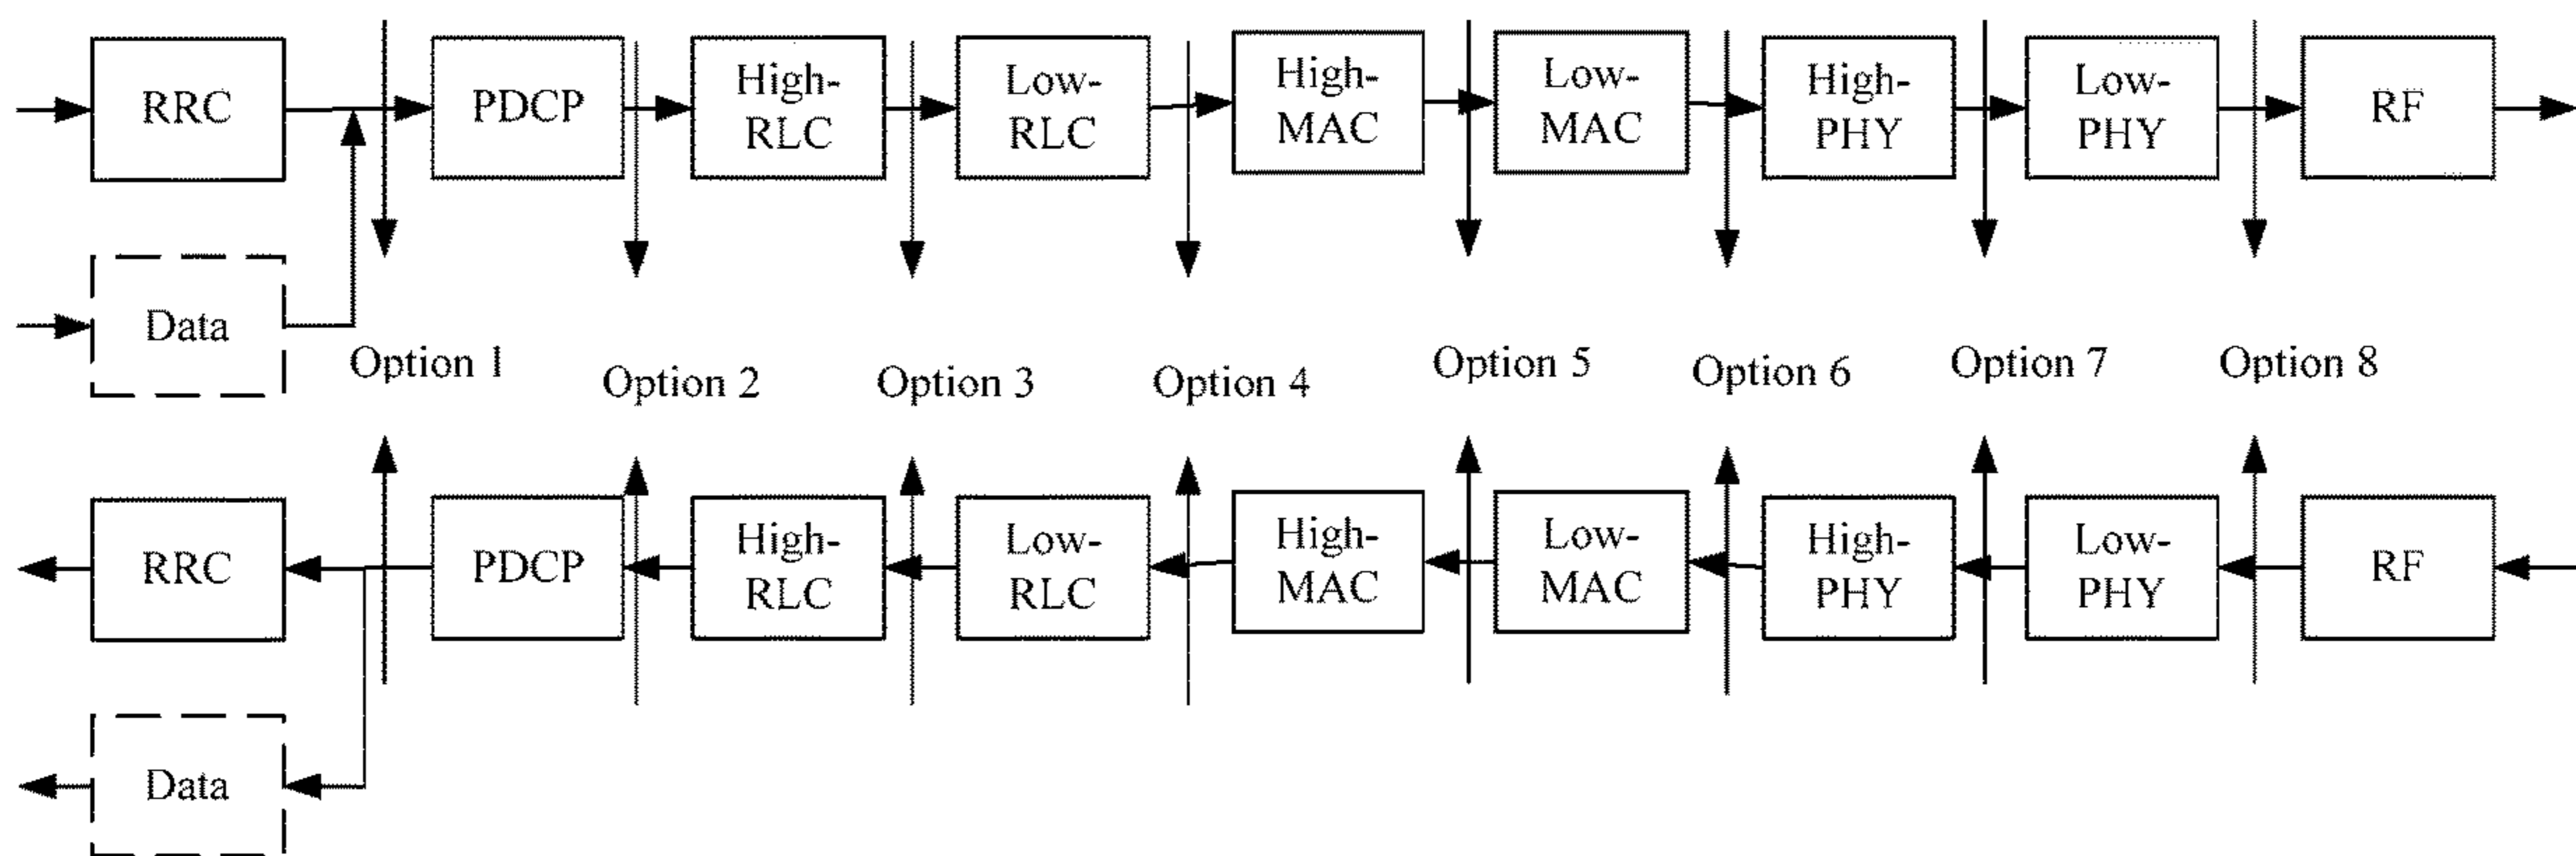 RRC
PDCP
High-
RLC
Low-
RLC
High-
MAC
Low-
MAC
High-
PHY
Low-
PHY
RF
Data
Option 1
Option 2
Option 3
Option 4
Option 5
Option 6
Option 7
Option 8
RRC
PDCP
High-
RLC
Low-
RLC
High-
MAC
Low-
MAC
High-
PHY
Low-
PHY
RF
Data